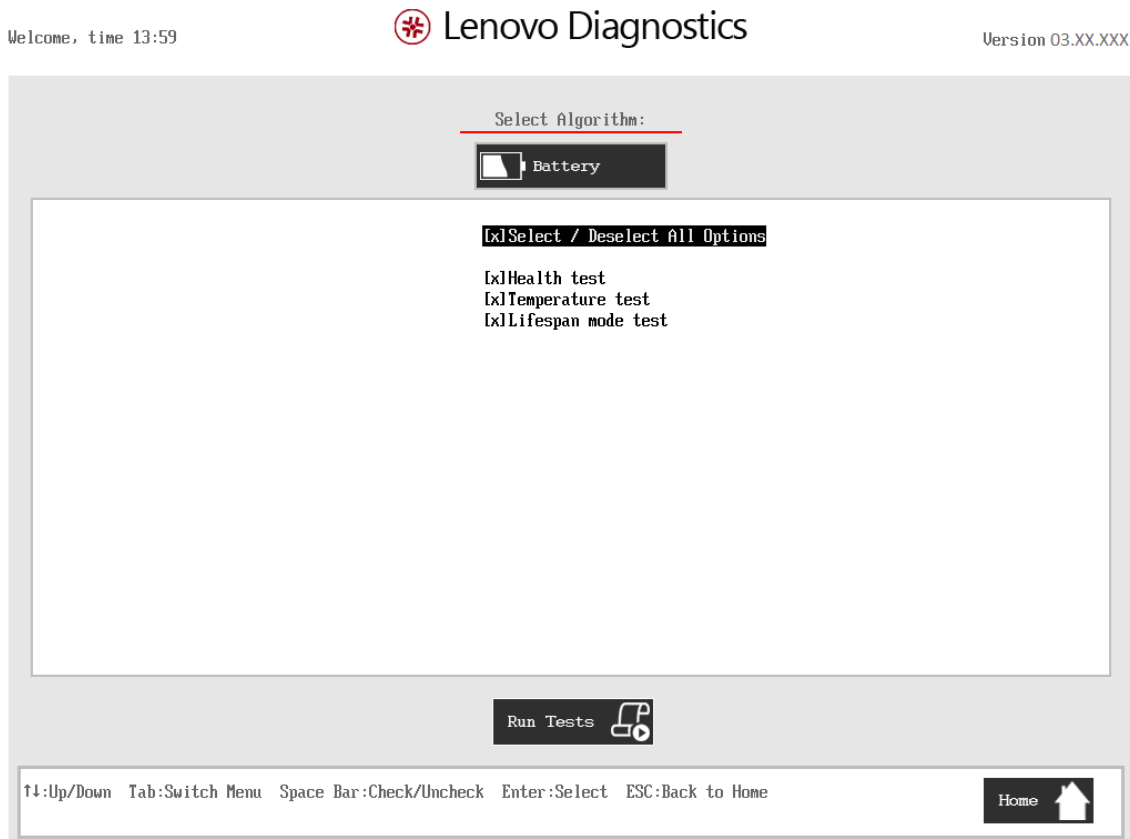 Welcome, time 13:59
Lenovo Diagnostics
Version 03.XX.XXX
Select Algorithm:
Battery
[x]Select / Deselect All Options
[x]Health test
[x]Temperature test
[x]Lifespan mode test
Run Tests
↑↓:Up/Down Tab:Switch Menu Space Bar:Check/Uncheck Enter:Select ESC:Back to Home
Home